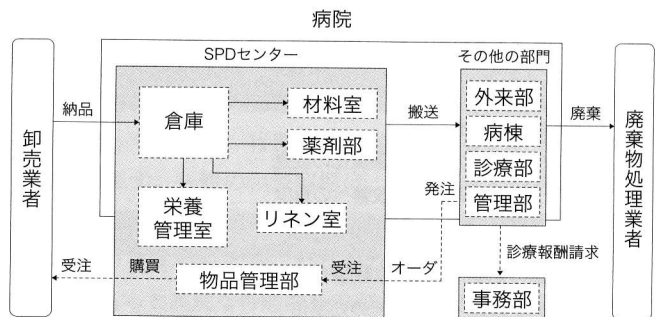 病院
SPDセンター
その他の部門
卸売業者
納品
倉庫
材料室
薬剤部
搬送
外来部
病棟
診療部
管理部
廃棄
廃棄物処理業者
栄養
管理室
リネン室
発注
診療報酬請求
受注
購買
物品管理部
受注
オーダ
事務部